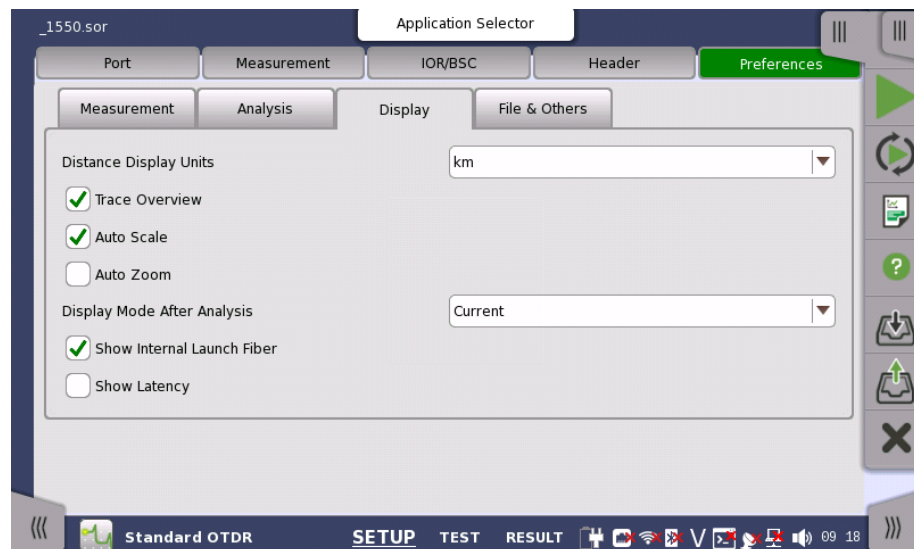 _1550.sor
Application Selector
Port Measurement IOR/BSC Header Preferences
Measurement Analysis Display File & Others
Distance Display Units km
Trace Overview
Auto Scale
Auto Zoom
Display Mode After Analysis Current
Show Internal Launch Fiber
Show Latency
Standard OTDR SETUP TEST RESULT V 09 18